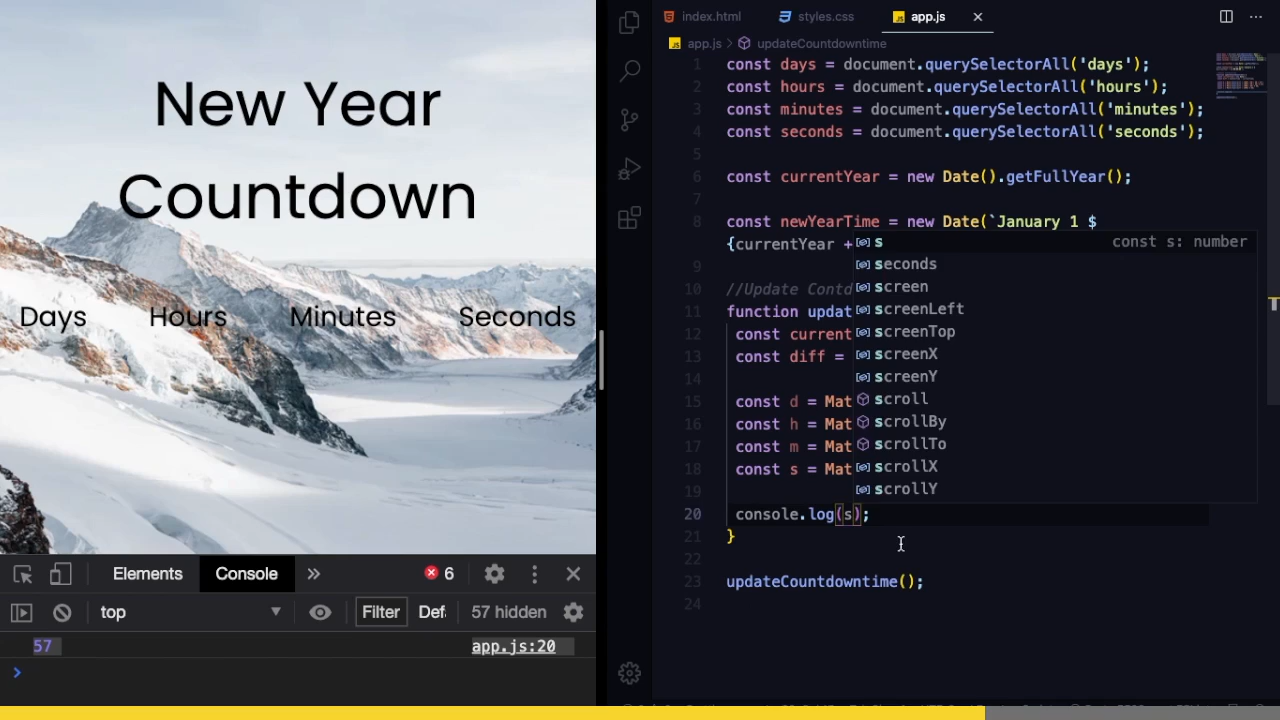 New Year
Countdown
Days Hours Minutes Seconds
Elements Console 6
top Filter Def 57 hidden
57 app.js:20
index.html styles.css app.js
app.js updateCountdowntime
1 const days = document.querySelectorAll('days');
2 const hours = document.querySelectorAll('hours');
3 const minutes = document.querySelectorAll('minutes');
4 const seconds = document.querySelectorAll('seconds');
5
6 const currentYear = new Date().getFullYear();
7
8 const newYearTime = new Date(`January 1 $
{currentYear +
9
10 //Update Contd
11 function updat
12 const current
13 const diff =
14
15 const d = Mat
16 const h = Mat
17 const m = Mat
18 const s = Mat
19
20 console.log(s);
21 }
22
23 updateCountdowntime();
24
s const s: number
seconds
screen
screenLeft
screenTop
screenX
screenY
scroll
scrollBy
scrollTo
scrollX
scrollY